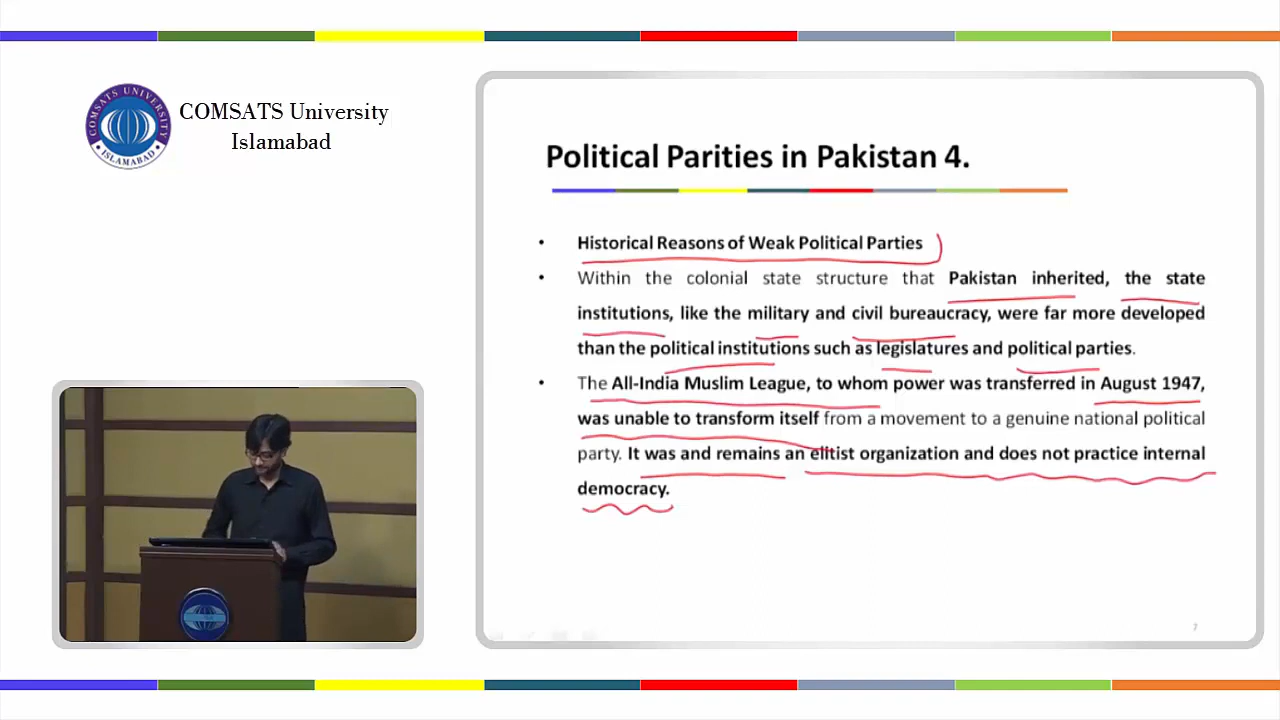 COMSATS UNIVERSITY
ISLAMABAD
COMSATS University
Islamabad
Political Parities in Pakistan 4.
• Historical Reasons of Weak Political Parties
• Within the colonial state structure that Pakistan inherited, the state
institutions, like the military and civil bureaucracy, were far more developed
than the political institutions such as legislatures and political parties.
• The All-India Muslim League, to whom power was transferred in August 1947,
was unable to transform itself from a movement to a genuine national political
party. It was and remains an elitist organization and does not practice internal
democracy.
7